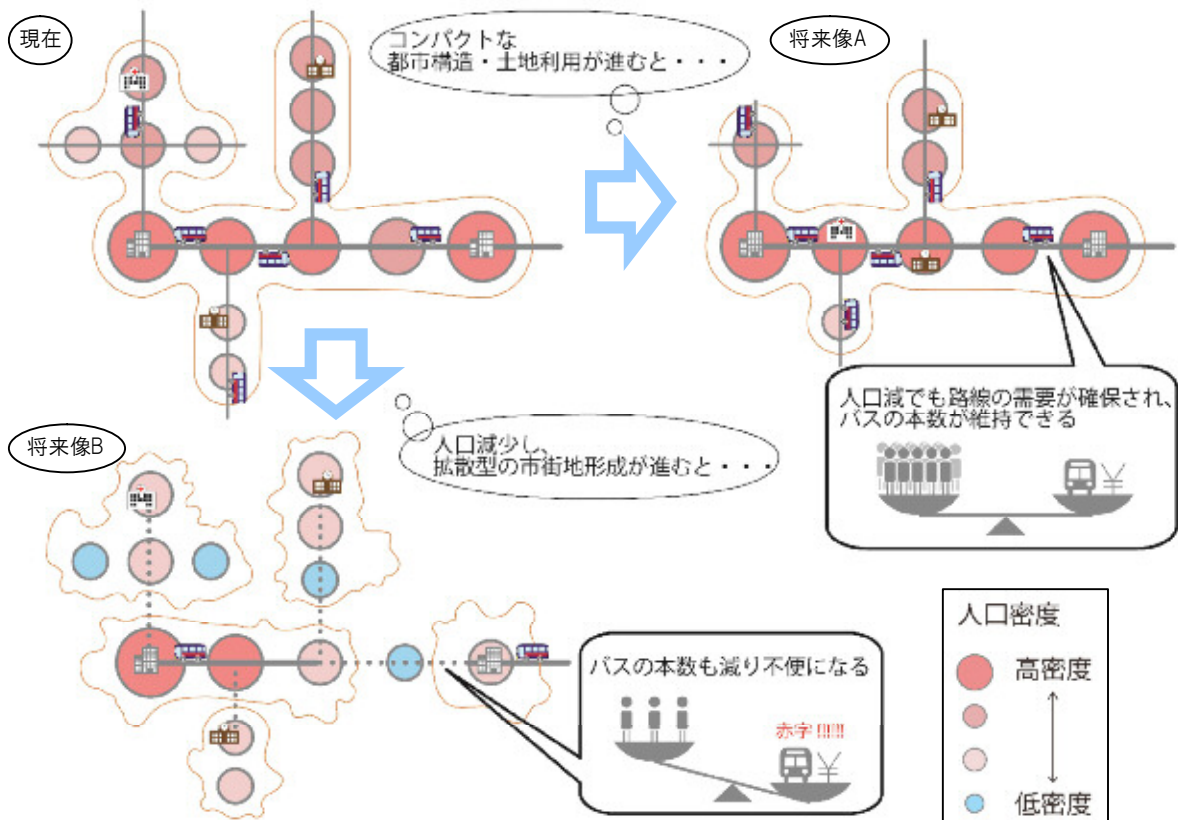 現在
コンパクトな
都市構造・土地利用が進むと・・・
将来像A
人口減でも路線の需要が確保され、
バスの本数が維持できる
¥
将来像B
人口減少し、
拡散型の市街地形成が進むと・・・
バスの本数も減り不便になる
赤字!!!!!!
¥
人口密度
高密度
低密度